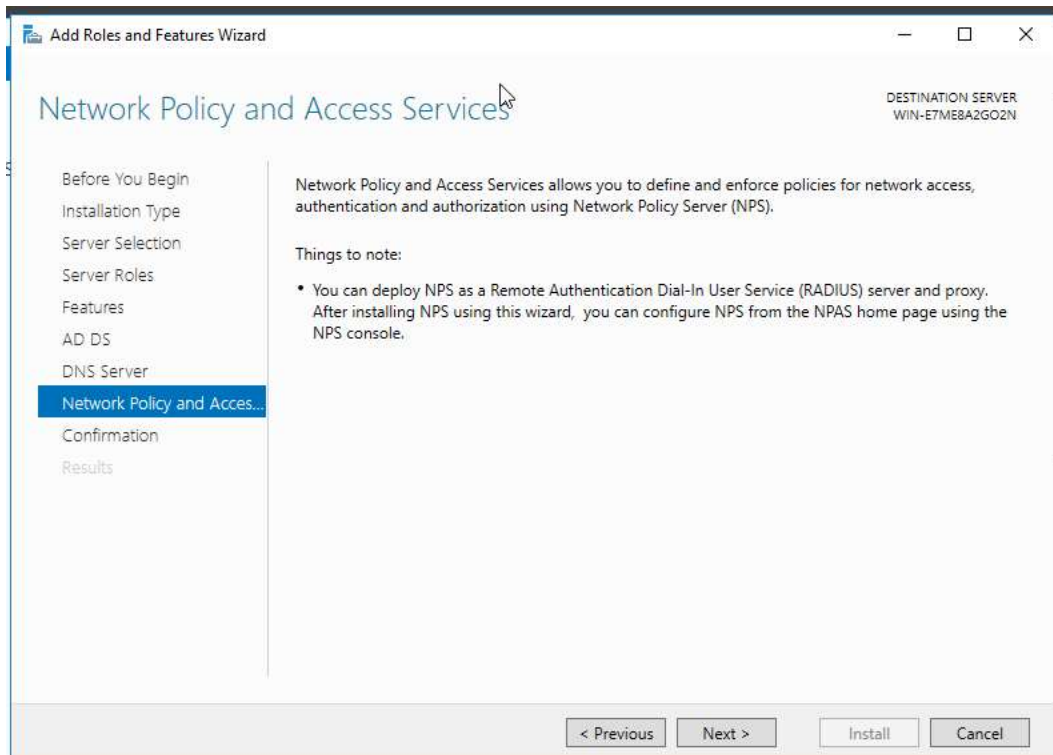 Add Roles and Features Wizard
Network Policy and Access Services
DESTINATION SERVER
WIN-E7ME8A2GO2N
Before You Begin
Installation Type
Server Selection
Server Roles
Features
AD DS
DNS Server
Network Policy and Acces...
Confirmation
Results
Network Policy and Access Services allows you to define and enforce policies for network access,
authentication and authorization using Network Policy Server (NPS).
Things to note:
• You can deploy NPS as a Remote Authentication Dial-In User Service (RADIUS) server and proxy.
After installing NPS using this wizard, you can configure NPS from the NPAS home page using the
NPS console.
< Previous
Next >
Install
Cancel